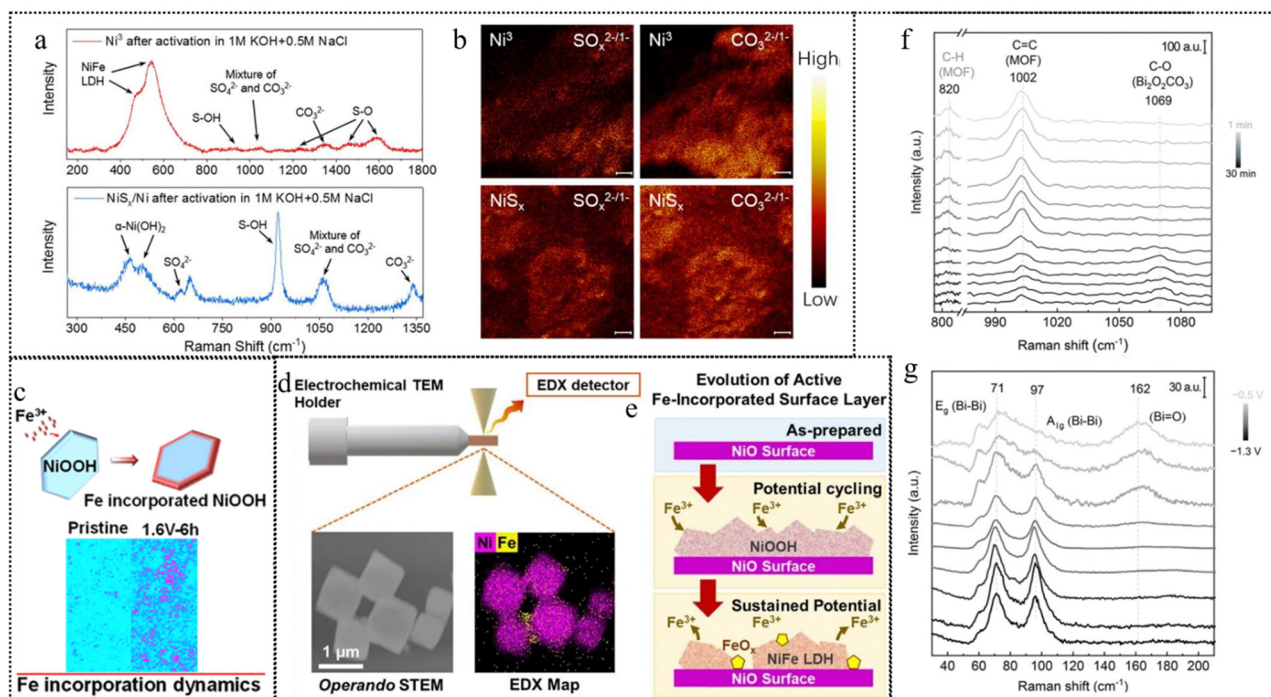 a
Ni³ after activation in 1M KOH+0.5M NaCl
NiFe
LDH
S-OH
Mixture of
SO₄²⁻ and CO₃²⁻
CO₃²⁻
S-O
Intensity
200 400 600 800 1000 1200 1400 1600 1800
NiSₓ/Ni after activation in 1M KOH+0.5M NaCl
α-Ni(OH)₂
SO₄²⁻
S-OH
Mixture of
SO₄²⁻ and CO₃²⁻
CO₃²⁻
Intensity
300 450 600 750 900 1050 1200 1350
Raman Shift (cm⁻¹)
b
Ni³ SOₓ²⁻/¹⁻
Ni³ CO₃²⁻/¹⁻
NiSₓ SOₓ²⁻/¹⁻
NiSₓ CO₃²⁻/¹⁻
High
Low
c
Fe³⁺
NiOOH
Fe incorporated NiOOH
Pristine 1.6V-6h
Fe incorporation dynamics
d
Electrochemical TEM
Holder
EDX detector
1 µm
Operando STEM
Ni Fe
EDX Map
e
Evolution of Active
Fe-Incorporated Surface Layer
As-prepared
NiO Surface
Potential cycling
Fe³⁺ Fe³⁺ Fe³⁺
NiOOH
NiO Surface
Sustained Potential
Fe³⁺ Fe³⁺ Fe³⁺
FeOₓ
NiFe LDH
NiO Surface
f
C-H
(MOF)
820
C=C
(MOF)
1002
C-O
(Bi₂O₂CO₃)
1069
100 a.u.
1 min
30 min
Intensity (a.u.)
800 990 1020 1050 1080
Raman shift (cm⁻¹)
g
71 97 162
30 a.u.
E_g (Bi-Bi)
A₁g (Bi-Bi)
(Bi=O)
−0.5 V
−1.3 V
Intensity (a.u.)
40 60 80 100 120 140 160 180 200
Raman shift (cm⁻¹)